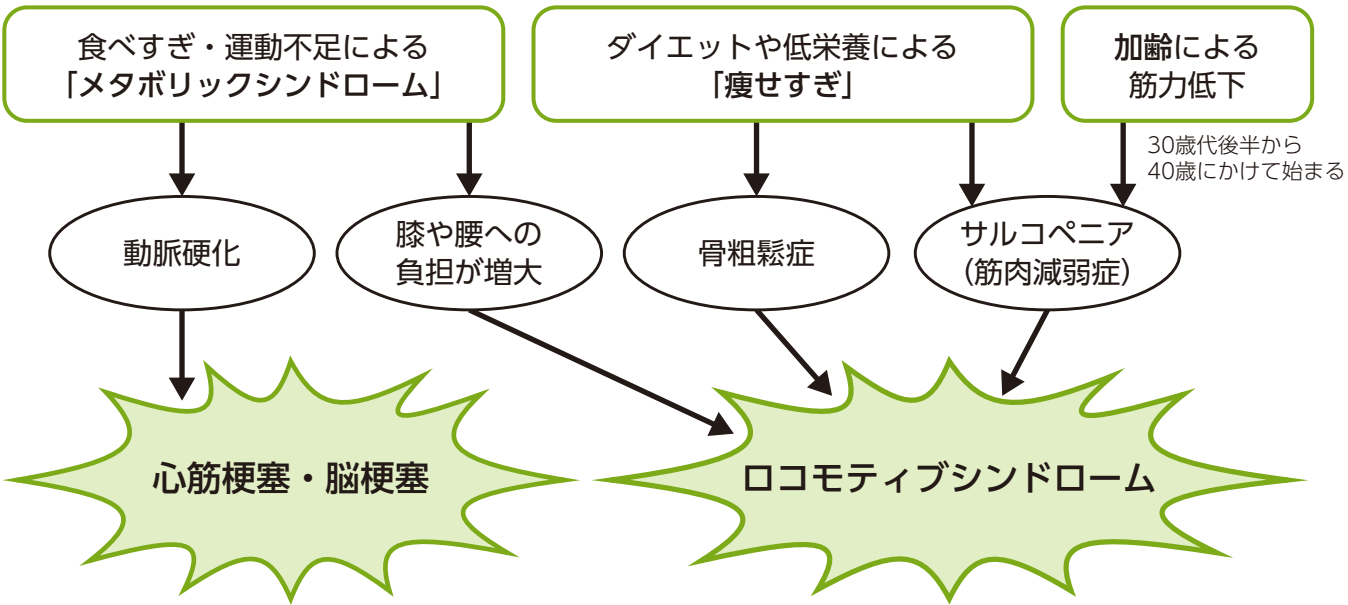 食べすぎ・運動不足による
「メタボリックシンドローム」
ダイエットや低栄養による
「痩せすぎ」
加齢による
筋力低下
30歳代後半から
40歳にかけて始まる
動脈硬化
膝や腰への
負担が増大
骨粗鬆症
サルコペニア
（筋肉減弱症）
心筋梗塞・脳梗塞
ロコモティブシンドローム